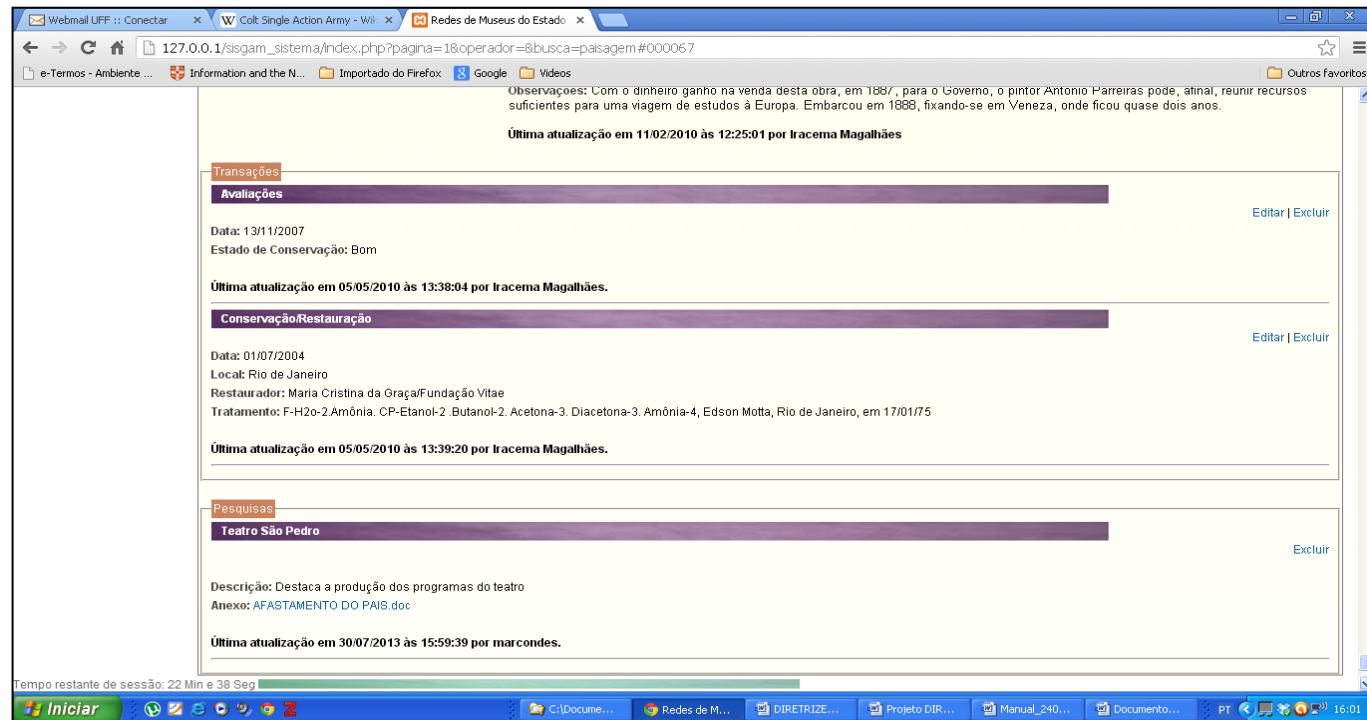 Webmail UFF :: Conectar
Colt Single Action Army - Wi
Redes de Museus do Estado
127.0.0.1/sisgam_sistema/index.php?pagina=1&operador=&busca=paisagem#000067
e-Termos - Ambiente ...
Information and the N...
Importado do Firefox
Google
Videos
Outros favoritos
Observações: Com o dinheiro ganho na venda desta obra, em 1887, para o Governo, o pintor Antonio Parreiras pode, afinal, reunir recursos
suficientes para uma viagem de estudos à Europa. Embarcou em 1888, fixando-se em Veneza, onde ficou quase dois anos.
Última atualização em 11/02/2010 às 12:25:01 por Iracema Magalhães
Transações
Avaliações
Editar | Excluir
Data: 13/11/2007
Estado de Conservação: Bom
Última atualização em 05/05/2010 às 13:38:04 por Iracema Magalhães.
Conservação/Restauração
Editar | Excluir
Data: 01/07/2004
Local: Rio de Janeiro
Restaurador: Maria Cristina da Graça/Fundação Vitae
Tratamento: F-H2o-2.Amônia. CP-Etanol-2 .Butanol-2. Acetona-3. Diacetona-3. Amônia-4, Edson Motta, Rio de Janeiro, em 17/01/75
Última atualização em 05/05/2010 às 13:39:20 por Iracema Magalhães.
Pesquisas
Teatro São Pedro
Excluir
Descrição: Destaca a produção dos programas do teatro
Anexo: AFASTAMENTO DO PAIS.doc
Última atualização em 30/07/2013 às 15:59:39 por marcondes.
Tempo restante de sessão: 22 Min e 38 Seg
Iniciar
C:\Docume...
Redes de M...
DIRETRIZE...
Projeto DIR...
Manual_240...
Documento...
PT
16:01